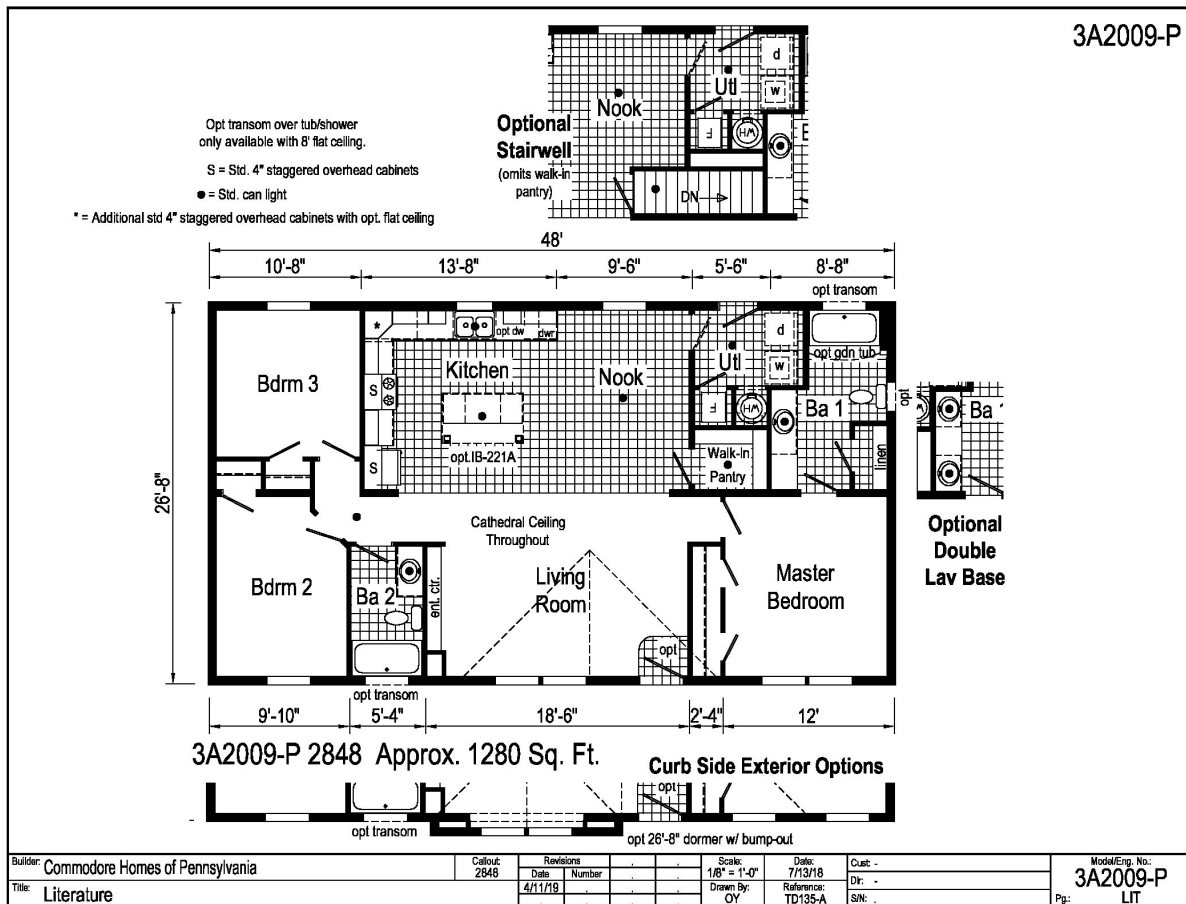 3A2009-P
Opt transom over tub/shower
only available with 8' flat ceiling.
S = Std. 4" staggered overhead cabinets
● = Std. can light
* = Additional std 4" staggered overhead cabinets with opt. flat ceiling
Optional
Stairwell
(omits walk-in
pantry)
Nook
Utl
d
w
F
WH
DN
48'
10'-8"
13'-8"
9'-6"
5'-6"
8'-8"
opt transom
26'-8"
Bdrm 3
*
opt dw
dwr
S
Kitchen
Nook
opt.IB-221A
S
Utl
d
w
F
WH
opt gdn tub
Ba 1
opt
linen
Walk-In
Pantry
Ba 1
Optional
Double
Lav Base
Cathedral Ceiling
Throughout
Bdrm 2
Ba 2
ent. ctr.
Living
Room
opt
Master
Bedroom
opt transom
9'-10"
5'-4"
18'-6"
2'-4"
12'
3A2009-P 2848 Approx. 1280 Sq. Ft.
Curb Side Exterior Options
opt
opt transom
opt 26'-8" dormer w/ bump-out
Builder: Commodore Homes of Pennsylvania
Title: Literature
Callout:
2848
Revisions
Date Number
4/11/19
Scale:
1/8" = 1'-0"
Drawn By:
OY
Date:
7/13/18
Reference:
TD135-A
Cust: -
Dlr: -
S/N: .
Model/Eng. No.:
3A2009-P
Pg.: LIT